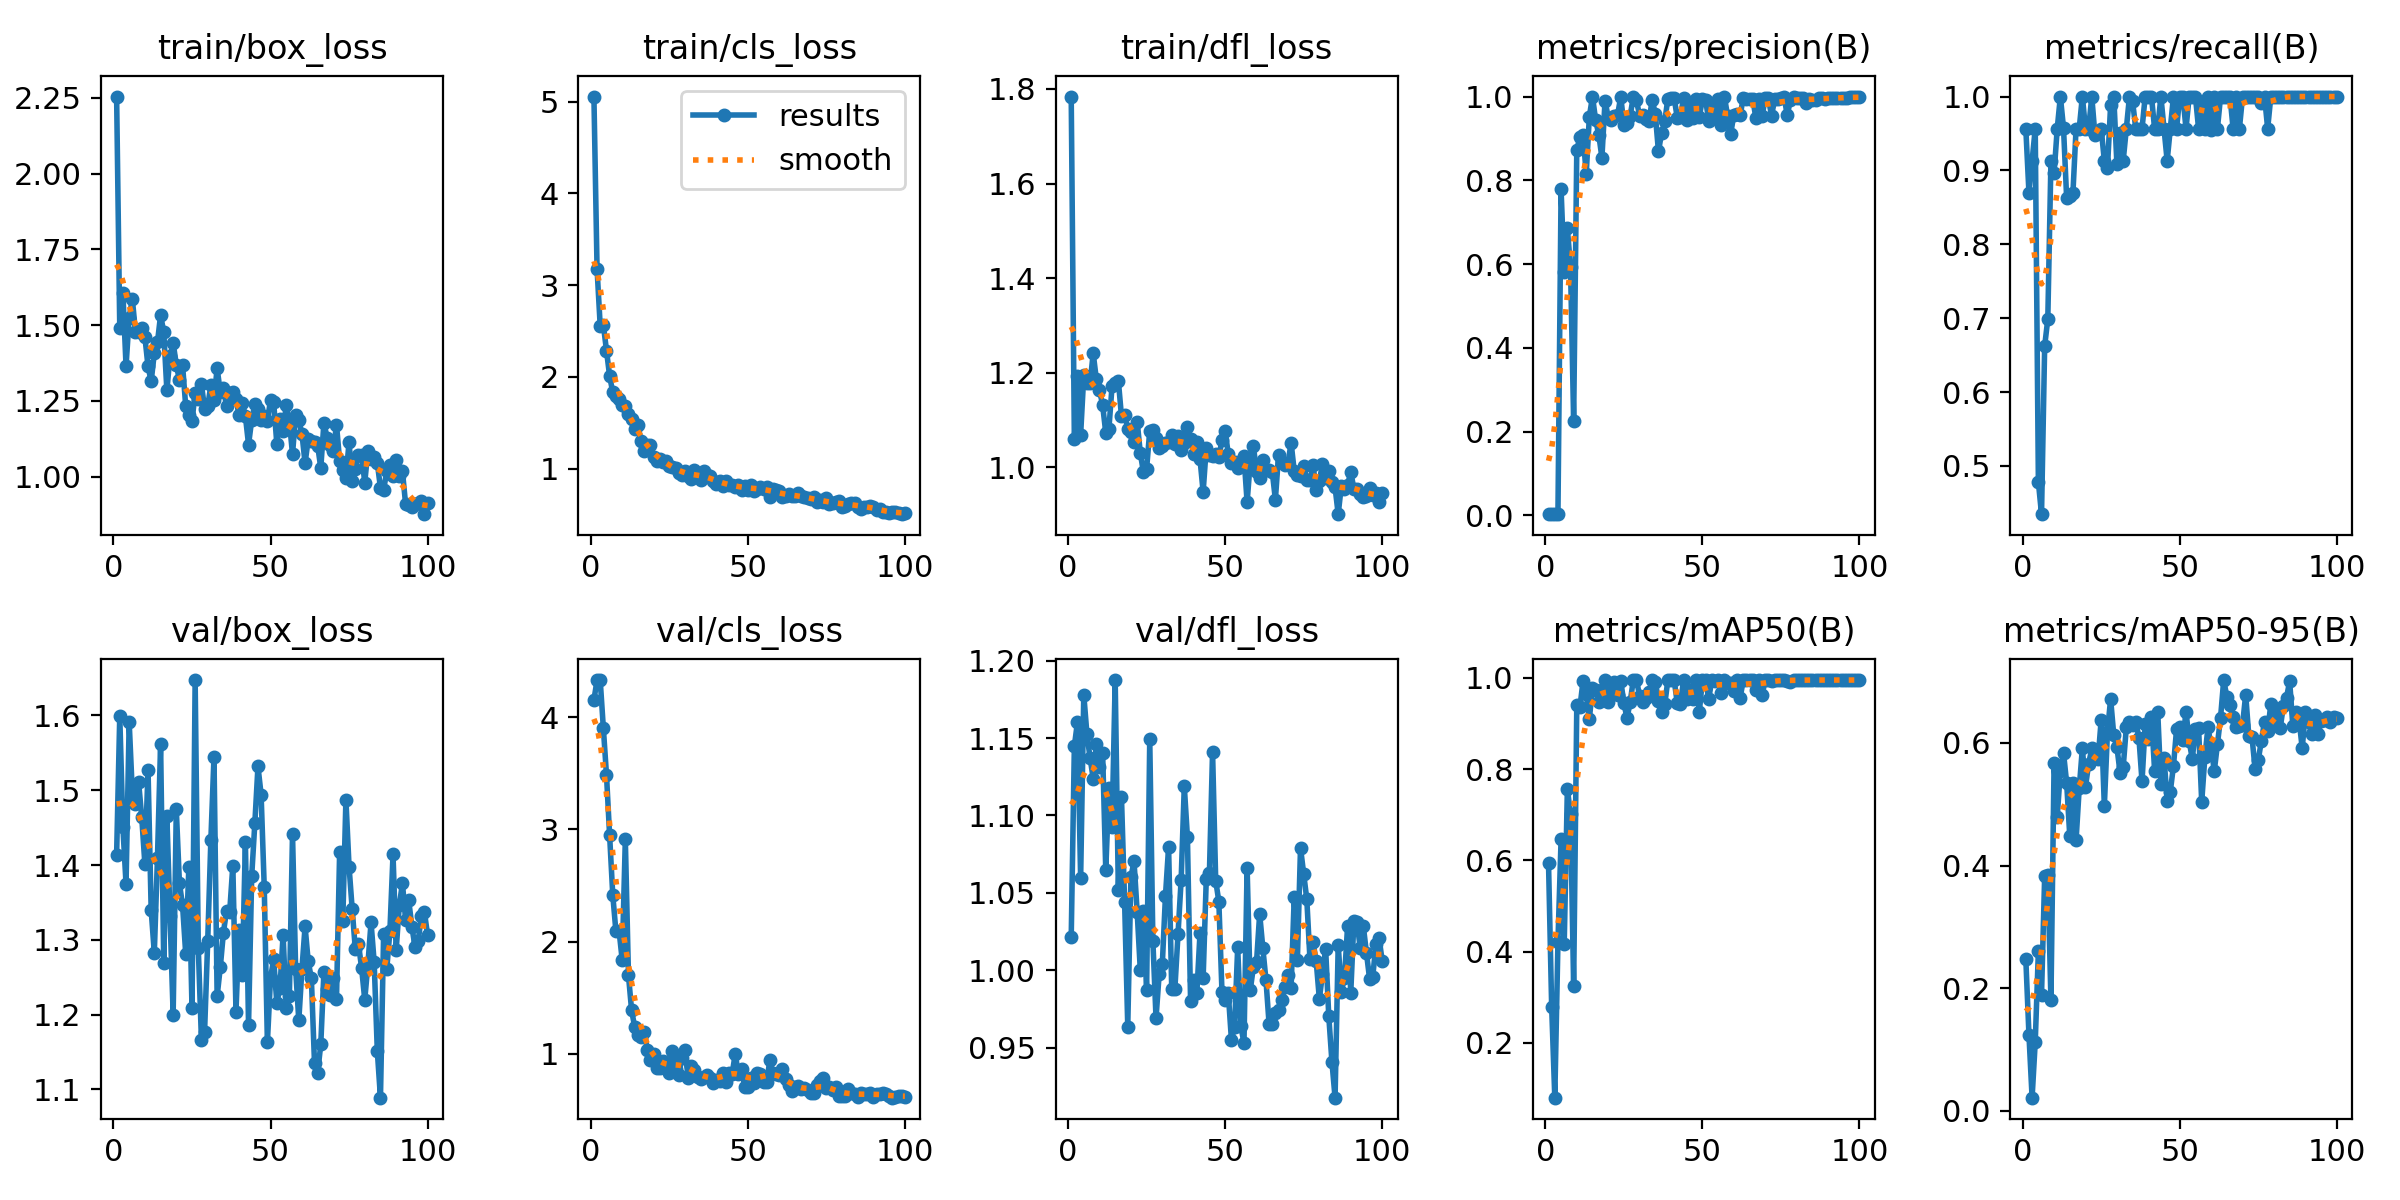 train/box_loss
2.25
2.00
1.75
1.50
1.25
1.00
0 50 100
train/cls_loss
results
smooth
5
4
3
2
1
0 50 100
train/dfl_loss
1.8
1.6
1.4
1.2
1.0
0 50 100
metrics/precision(B)
1.0
0.8
0.6
0.4
0.2
0.0
0 50 100
metrics/recall(B)
1.0
0.9
0.8
0.7
0.6
0.5
0 50 100
val/box_loss
1.6
1.5
1.4
1.3
1.2
1.1
0 50 100
val/cls_loss
4
3
2
1
0 50 100
val/dfl_loss
1.20
1.15
1.10
1.05
1.00
0.95
0 50 100
metrics/mAP50(B)
1.0
0.8
0.6
0.4
0.2
0 50 100
metrics/mAP50-95(B)
0.6
0.4
0.2
0.0
0 50 100